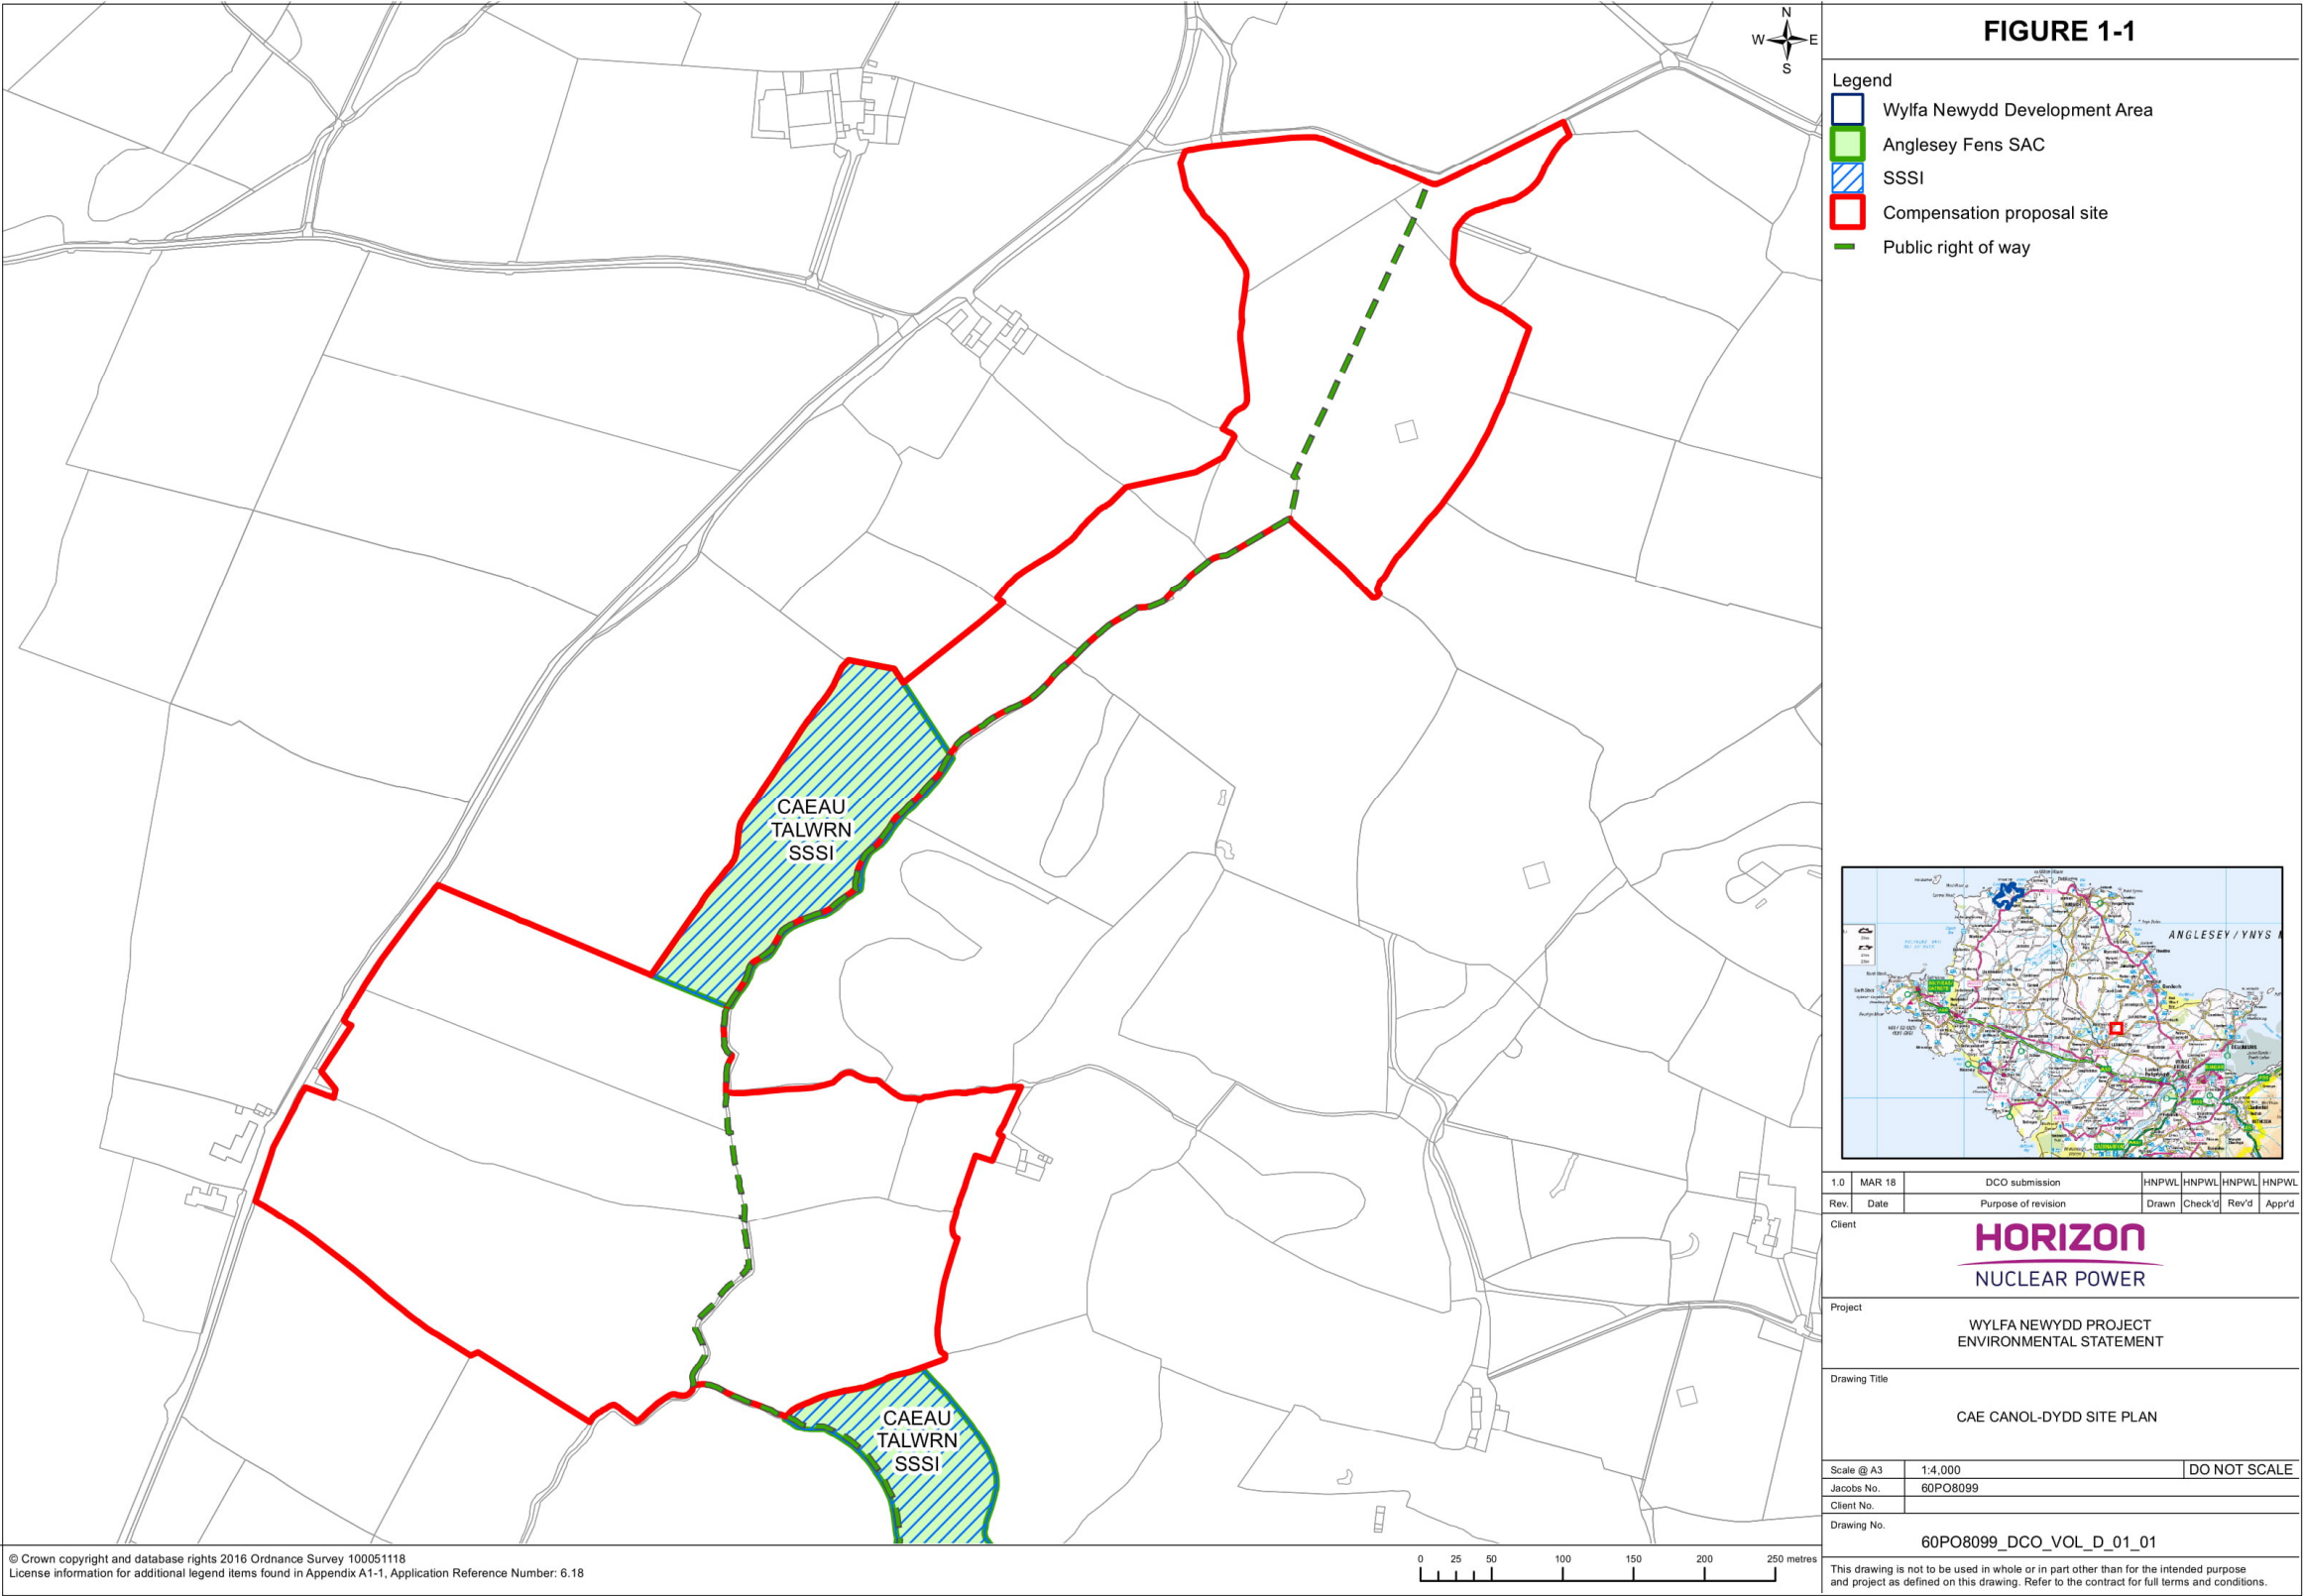 N
W E
S
CAEAU
TALWRN
SSSI
CAEAU
TALWRN
SSSI
© Crown copyright and database rights 2016 Ordnance Survey 100051118
License information for additional legend items found in Appendix A1-1, Application Reference Number: 6.18
0 25 50 100 150 200 250 metres
FIGURE 1-1
Legend
Wylfa Newydd Development Area
Anglesey Fens SAC
SSSI
Compensation proposal site
Public right of way
ANGLESEY / YNYS
1.0 MAR 18 DCO submission HNPWL HNPWL HNPWL HNPWL
Rev. Date Purpose of revision Drawn Check'd Rev'd Appr'd
Client
HORIZON
NUCLEAR POWER
Project
WYLFA NEWYDD PROJECT
ENVIRONMENTAL STATEMENT
Drawing Title
CAE CANOL-DYDD SITE PLAN
Scale @ A3 1:4,000 DO NOT SCALE
Jacobs No. 60PO8099
Client No.
Drawing No.
60PO8099_DCO_VOL_D_01_01
This drawing is not to be used in whole or in part other than for the intended purpose
and project as defined on this drawing. Refer to the contract for full terms and conditions.